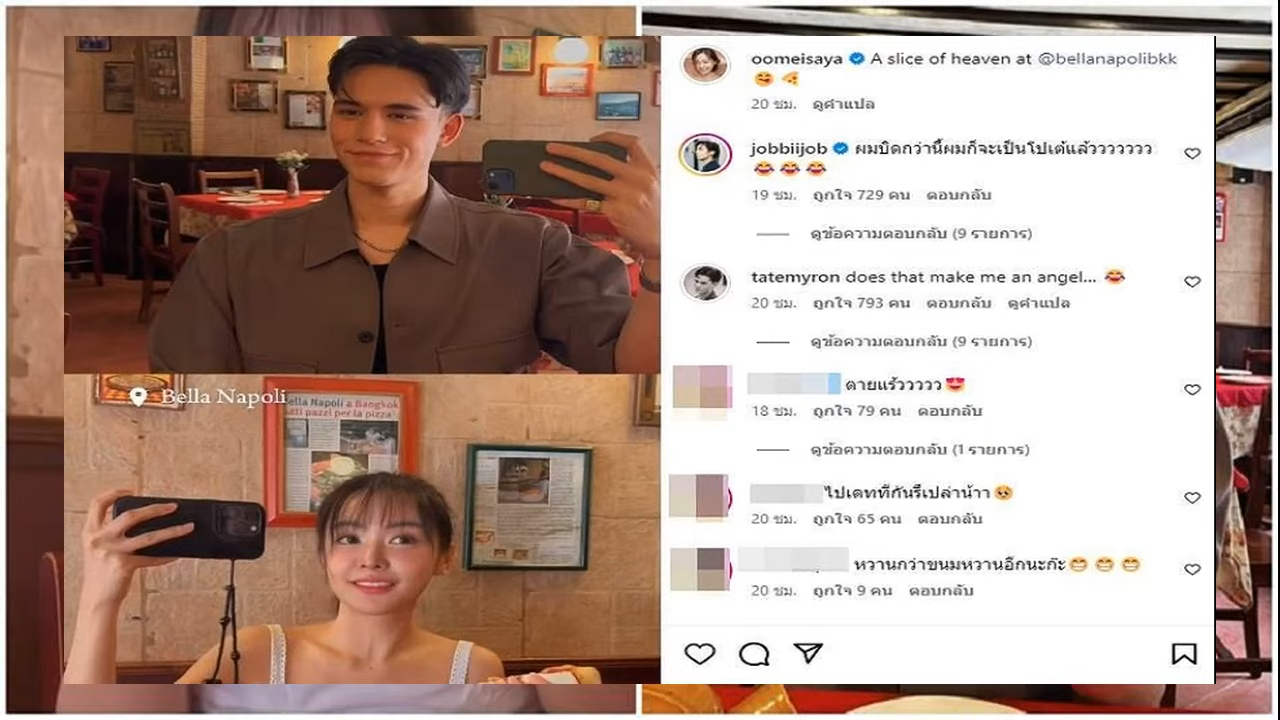 Bella Napoli
Bella Napoli a Bangkok
tutti pazzi per la pizza
oomeisaya A slice of heaven at @bellanapolibkk
😋 🍕
20 ชม. ดูคำแปล
jobbiijob ผมบิดกว่านี้ผมก็จะเป็นโปเต้แล้วววววววว
😂 😂 😂
19 ชม. ถูกใจ 729 คน ตอบกลับ
ดูข้อความตอบกลับ (9 รายการ)
tatemyron does that make me an angel... 😂
20 ชม. ถูกใจ 793 คน ตอบกลับ ดูคำแปล
ดูข้อความตอบกลับ (9 รายการ)
ตายแร้วววว😍
18 ชม. ถูกใจ 79 คน ตอบกลับ
ดูข้อความตอบกลับ (1 รายการ)
ไปเดททีกันรึเปล่าน้าา🥺
20 ชม. ถูกใจ 65 คน ตอบกลับ
หวานกว่าขนมหวานอีกนะก๊ะ😁 😁 😁
20 ชม. ถูกใจ 9 คน ตอบกลับ